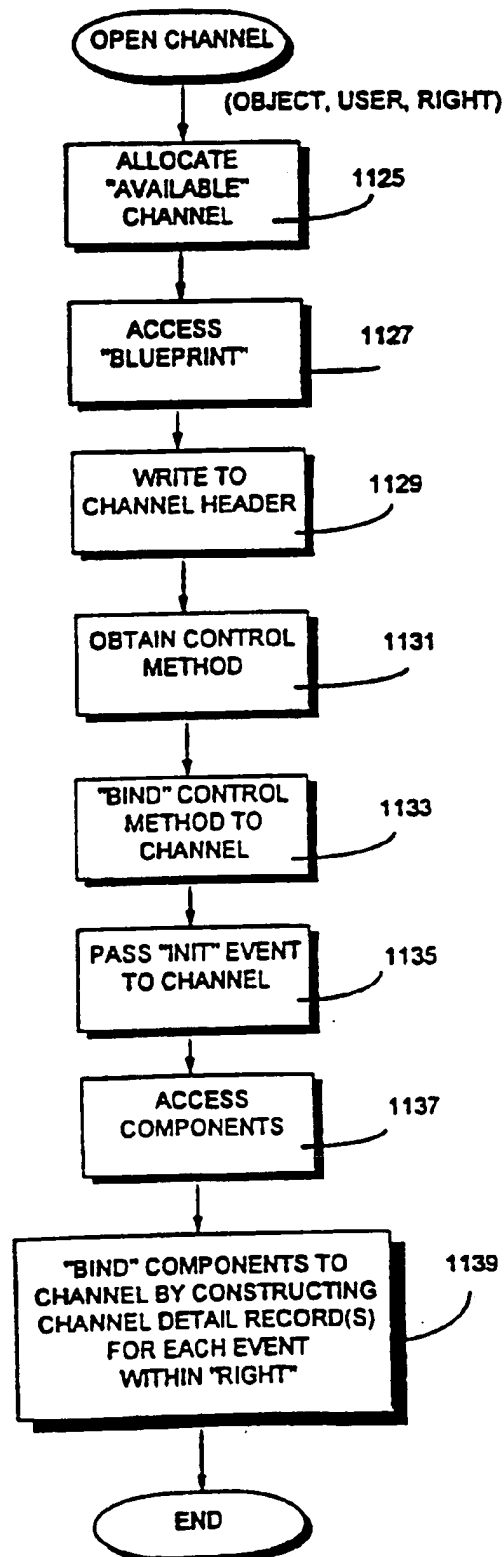 OPEN CHANNEL
(OBJECT, USER, RIGHT)
ALLOCATE
"AVAILABLE"
CHANNEL
1125
ACCESS
"BLUEPRINT"
1127
WRITE TO
CHANNEL HEADER
1129
OBTAIN CONTROL
METHOD
1131
"BIND" CONTROL
METHOD TO
CHANNEL
1133
PASS "INIT" EVENT
TO CHANNEL
1135
ACCESS
COMPONENTS
1137
"BIND" COMPONENTS TO
CHANNEL BY CONSTRUCTING
CHANNEL DETAIL RECORD(S)
FOR EACH EVENT
WITHIN "RIGHT"
1139
END